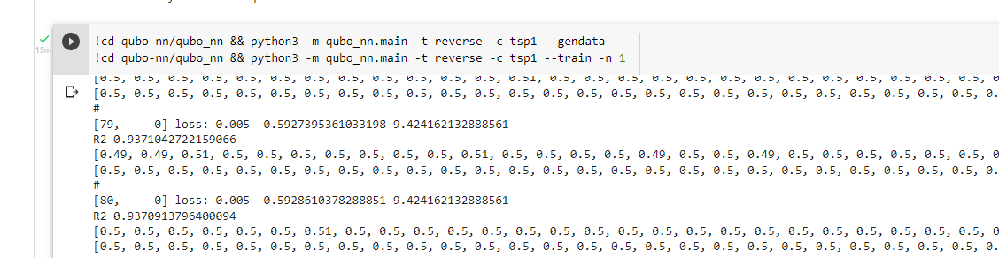 13m
!cd qubo-nn/qubo_nn && python3 -m qubo_nn.main -t reverse -c tsp1 --gendata
!cd qubo-nn/qubo_nn && python3 -m qubo_nn.main -t reverse -c tsp1 --train -n 1
[0.5, 0.5, 0.5, 0.5, 0.5, 0.5, 0.5, 0.5, 0.5, 0.5, 0.5, 0.5, 0.51, 0.5, 0.5, 0.5, 0.5, 0.5, 0.5, 0.5, 0.5, 0.5, 0.5, 0.5, 0.5, 0.5, 0
[0.5, 0.5, 0.5, 0.5, 0.5, 0.5, 0.5, 0.5, 0.5, 0.5, 0.5, 0.5, 0.5, 0.5, 0.5, 0.5, 0.5, 0.5, 0.5, 0.5, 0.5, 0.5, 0.5, 0.5, 0.5, 0.5, 0.
#
[79,     0] loss: 0.005  0.5927395361033198 9.424162132888561
R2 0.9371042722159066
[0.49, 0.49, 0.51, 0.5, 0.5, 0.5, 0.5, 0.5, 0.5, 0.5, 0.51, 0.5, 0.5, 0.5, 0.5, 0.49, 0.5, 0.5, 0.49, 0.5, 0.5, 0.5, 0.5, 0.5, 0.5, 0
[0.5, 0.5, 0.5, 0.5, 0.5, 0.5, 0.5, 0.5, 0.5, 0.5, 0.5, 0.5, 0.5, 0.5, 0.5, 0.5, 0.5, 0.5, 0.5, 0.5, 0.5, 0.5, 0.5, 0.5, 0.5, 0.5, 0.
#
[80,     0] loss: 0.005  0.5928610378288851 9.424162132888561
R2 0.9370913796400094
[0.5, 0.5, 0.5, 0.5, 0.5, 0.5, 0.51, 0.5, 0.5, 0.5, 0.5, 0.5, 0.5, 0.5, 0.5, 0.5, 0.5, 0.5, 0.5, 0.5, 0.5, 0.5, 0.5, 0.5, 0.5, 0.5, 0
[0.5, 0.5, 0.5, 0.5, 0.5, 0.5, 0.5, 0.5, 0.5, 0.5, 0.5, 0.5, 0.5, 0.5, 0.5, 0.5, 0.5, 0.5, 0.5, 0.5, 0.5, 0.5, 0.5, 0.5, 0.5, 0.5, 0.